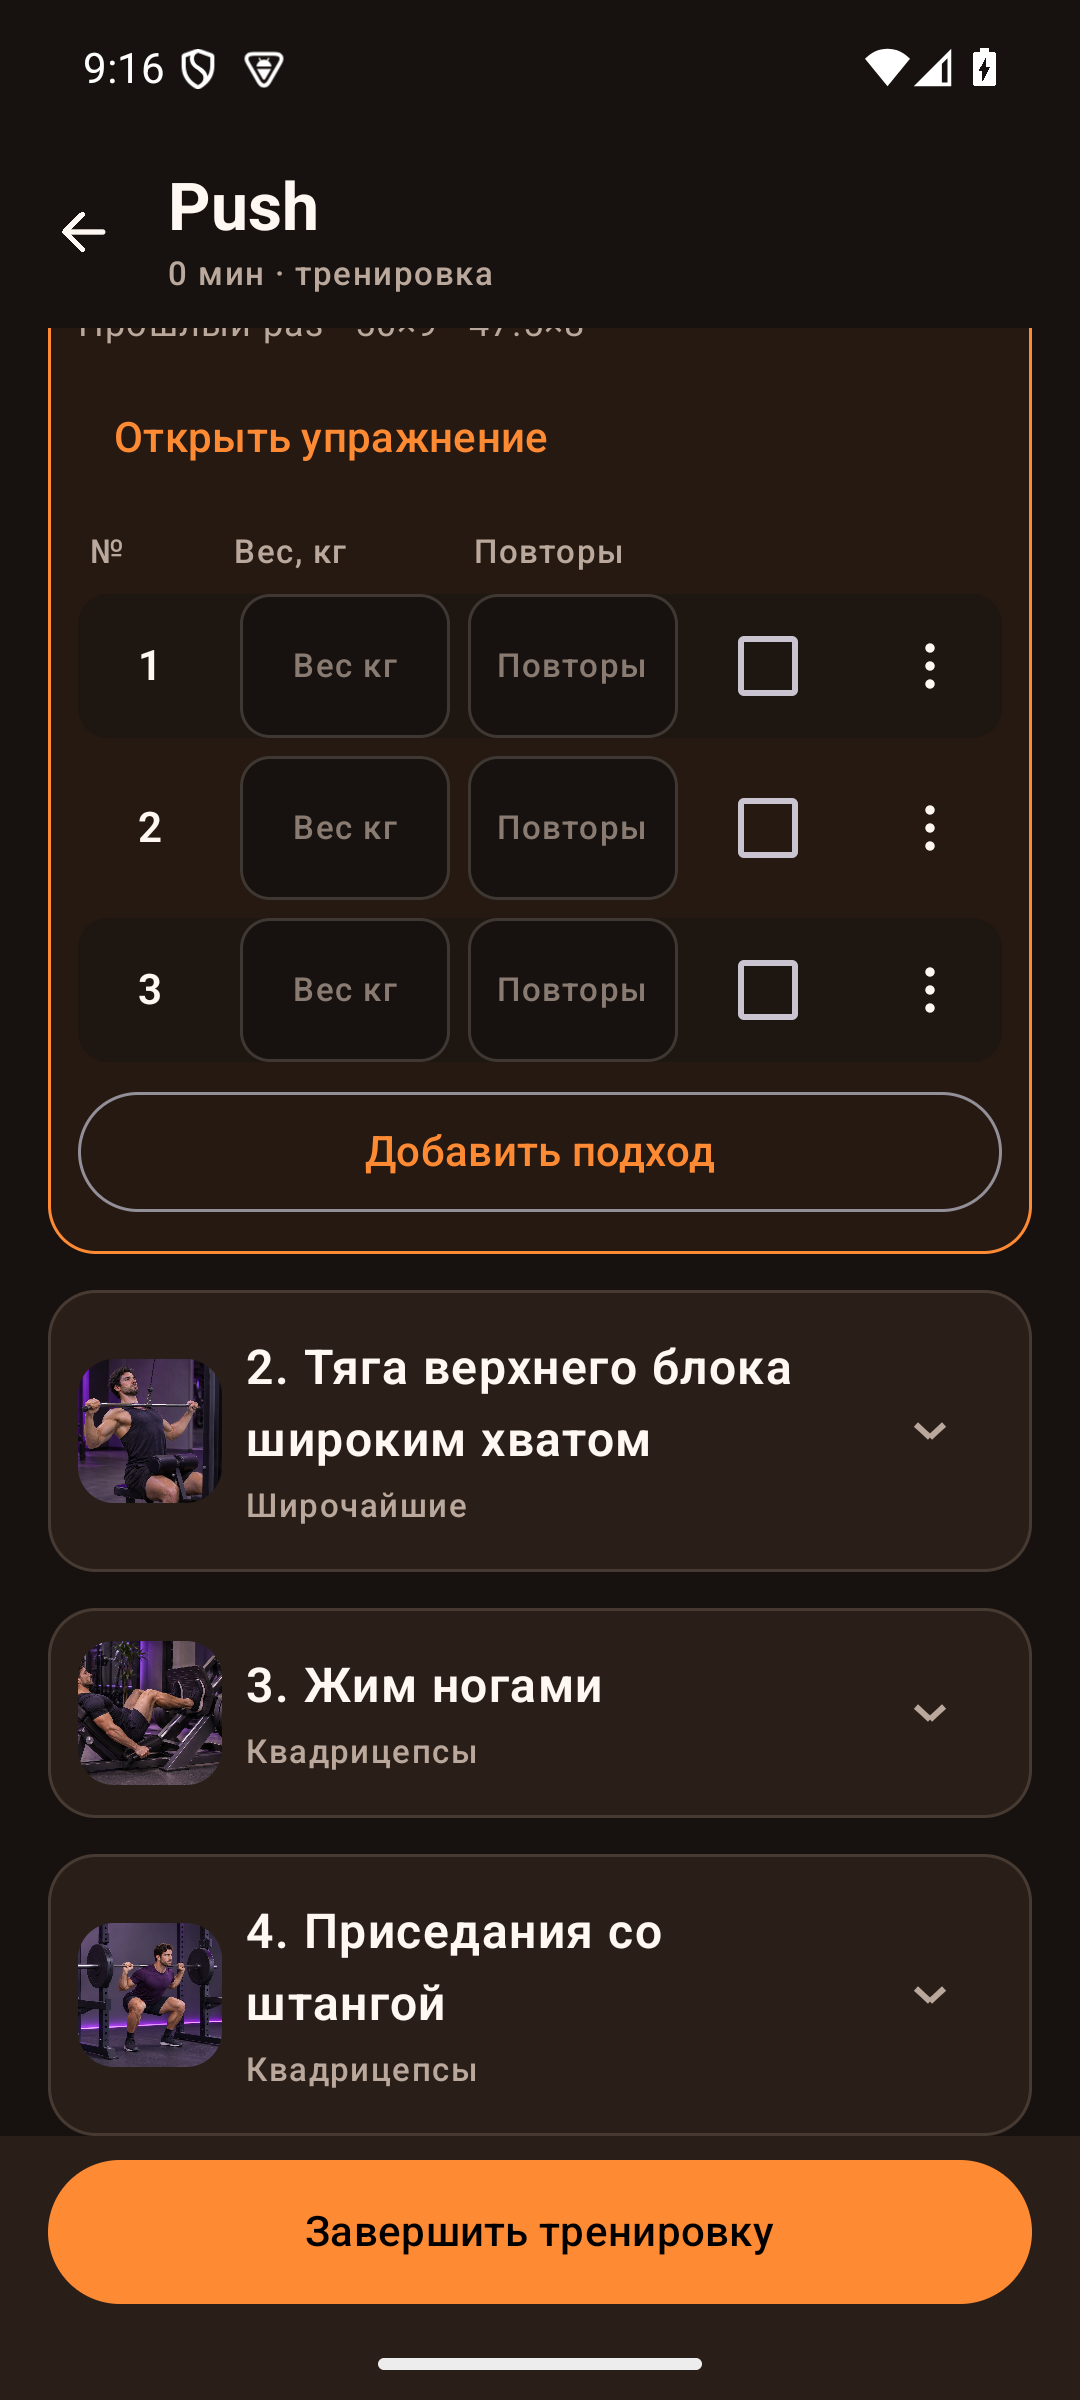 9:16
Push
0 мин · тренировка
Прошлый раз
Открыть упражнение
№ Вес, кг Повторы
1 Вес кг Повторы
2 Вес кг Повторы
3 Вес кг Повторы
Добавить подход
2. Тяга верхнего блока
широким хватом
Широчайшие
3. Жим ногами
Квадрицепсы
4. Приседания со
штангой
Квадрицепсы
Завершить тренировку